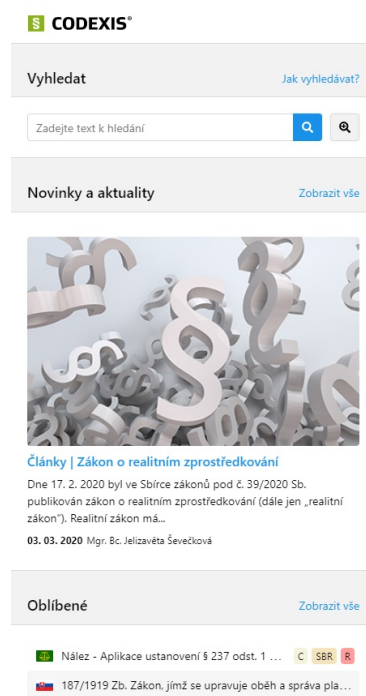 § CODEXIS®
Vyhledat Jak vyhledávat?
Zadejte text k hledání
Novinky a aktuality Zobrazit vše
Články | Zákon o realitním zprostředkování
Dne 17. 2. 2020 byl ve Sbírce zákonů pod č. 39/2020 Sb.
publikován zákon o realitním zprostředkování (dále jen „realitní
zákon“). Realitní zákon má...
03. 03. 2020 Mgr. Bc. Jelizavěta Ševečková
Oblíbené Zobrazit vše
Nález - Aplikace ustanovení § 237 odst. 1 ... C SBR R
187/1919 Zb. Zákon, jímž se upravuje oběh a správa pla...